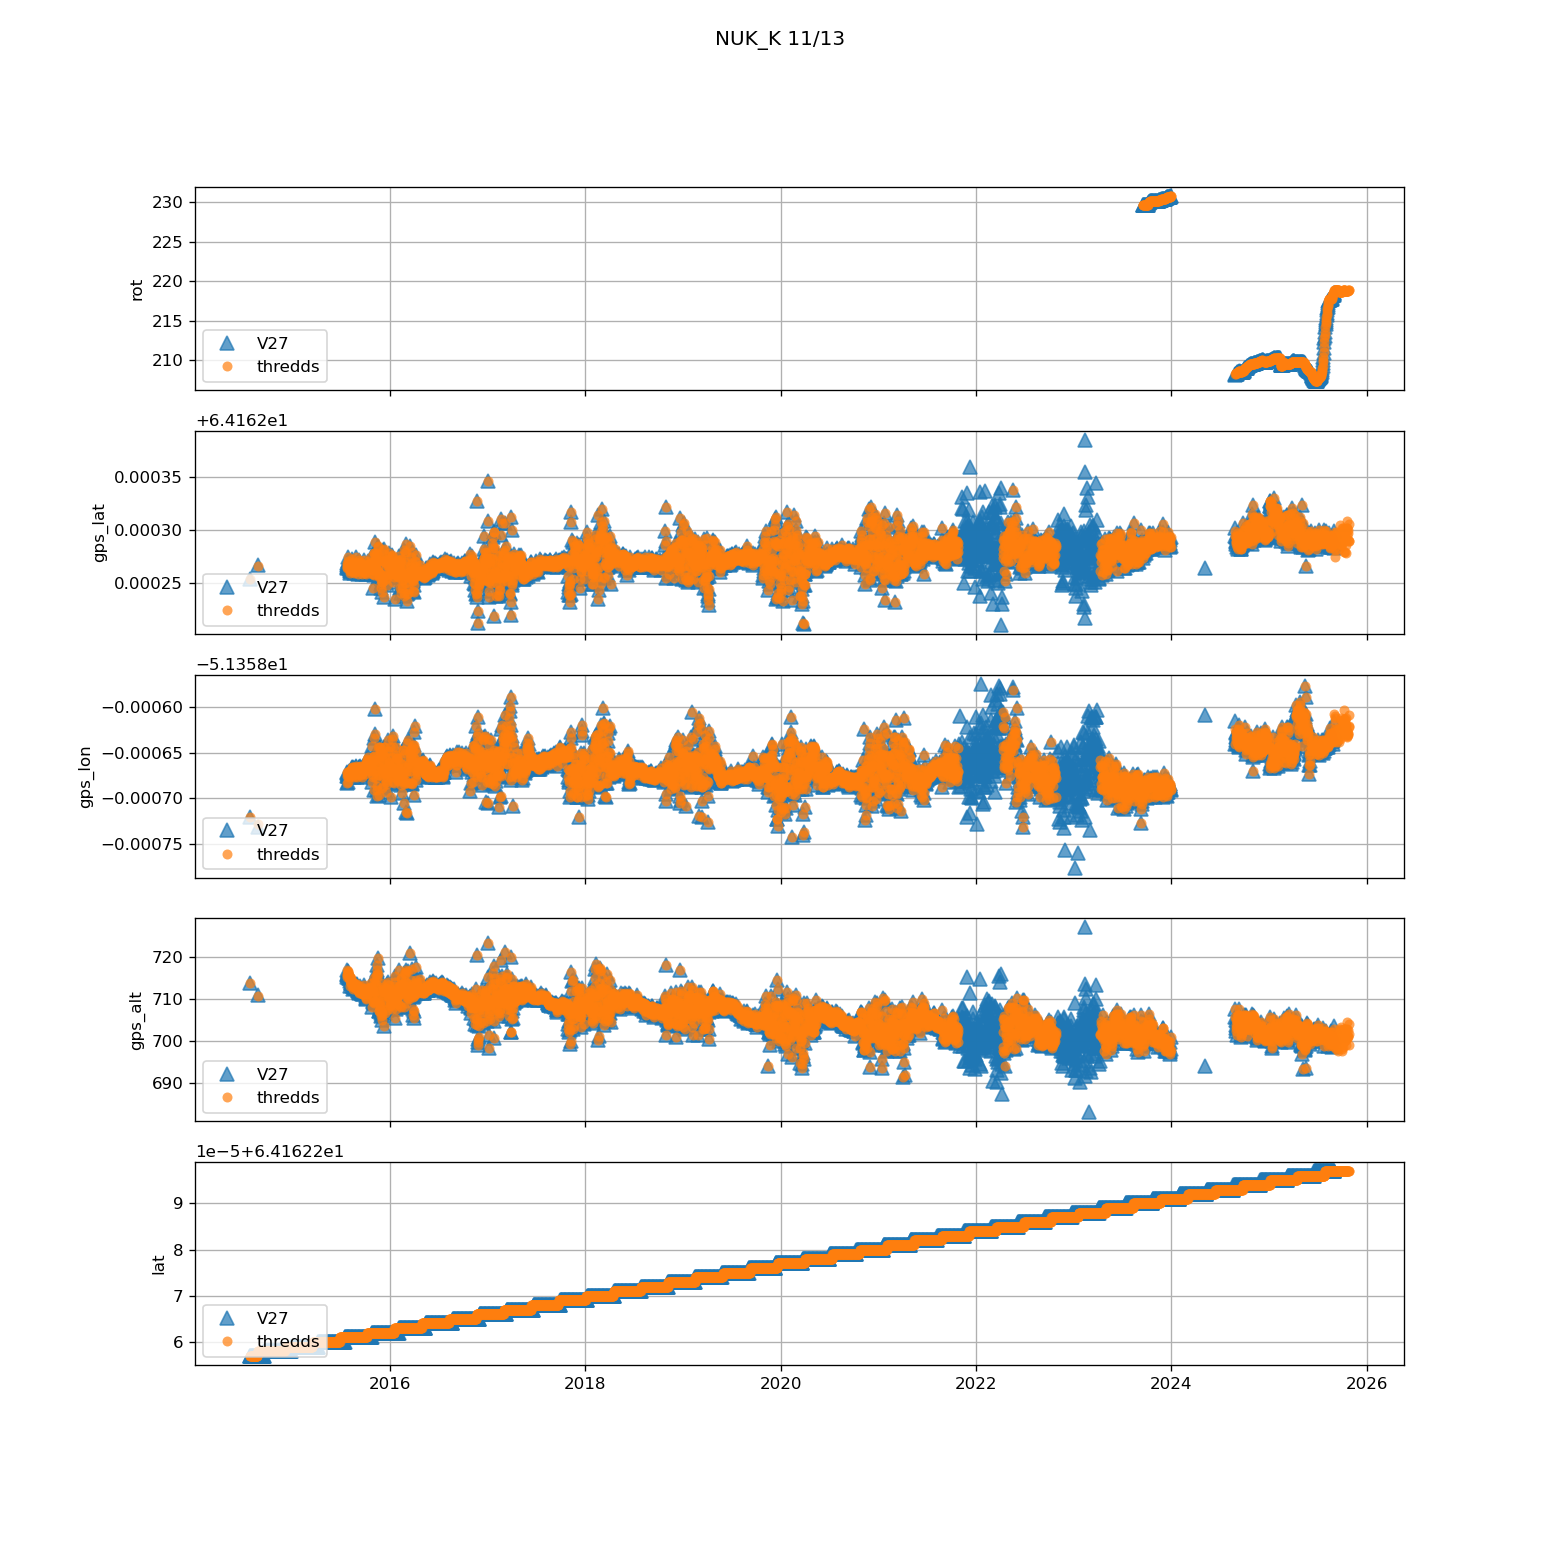 NUK_K 11/13
230
225
220
215
210
rot
V27
thredds
+6.4162e1
0.00035
0.00030
0.00025
gps_lat
V27
thredds
−5.1358e1
−0.00060
−0.00065
−0.00070
−0.00075
gps_lon
V27
thredds
720
710
700
690
gps_alt
V27
thredds
1e−5+6.41622e1
9
8
7
6
lat
V27
thredds
2016
2018
2020
2022
2024
2026